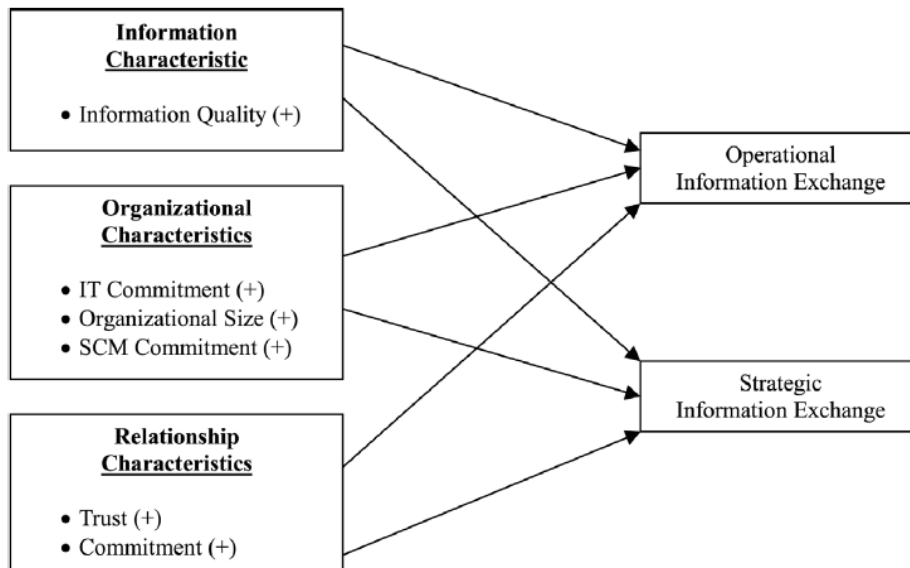 Information
Characteristic
• Information Quality (+)
Organizational
Characteristics
• IT Commitment (+)
• Organizational Size (+)
• SCM Commitment (+)
Relationship
Characteristics
• Trust (+)
• Commitment (+)
Operational
Information Exchange
Strategic
Information Exchange